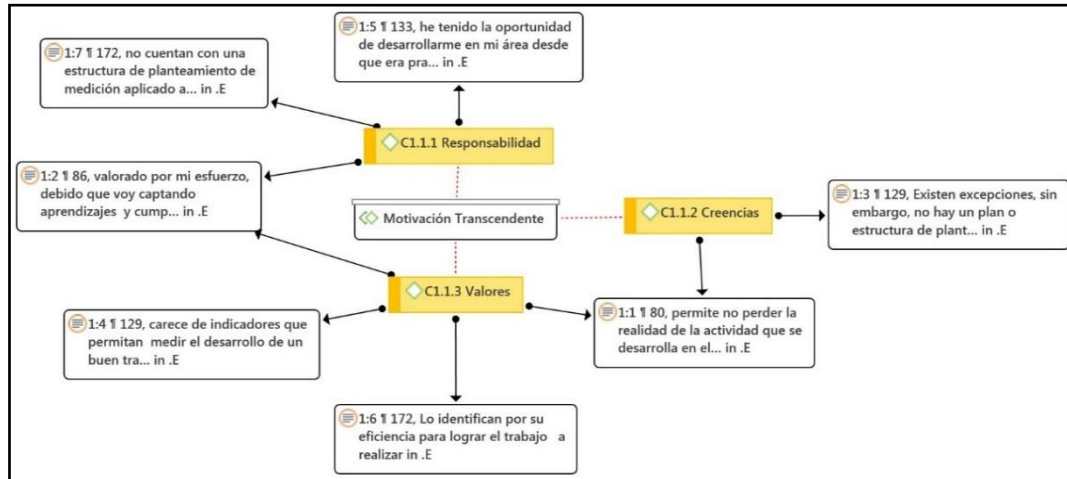 1:5 ¶ 133, he tenido la oportunidad
de desarrollarme en mi área desde
que era pra... in .E
1:7 ¶ 172, no cuentan con una
estructura de planteamiento de
medición aplicado a... in .E
C1.1.1 Responsabilidad
1:2 ¶ 86, valorado por mi esfuerzo,
debido que voy captando
aprendizajes y cump... in .E
Motivación Transcendente
C1.1.2 Creencias
1:3 ¶ 129, Existen excepciones, sin
embargo, no hay un plan o
estructura de plant... in .E
C1.1.3 Valores
1:4 ¶ 129, carece de indicadores que
permitan medir el desarrollo de un
buen tra... in .E
1:1 ¶ 80, permite no perder la
realidad de la actividad que se
desarrolla en el... in .E
1:6 ¶ 172, Lo identifican por su
eficiencia para lograr el trabajo a
realizar in .E